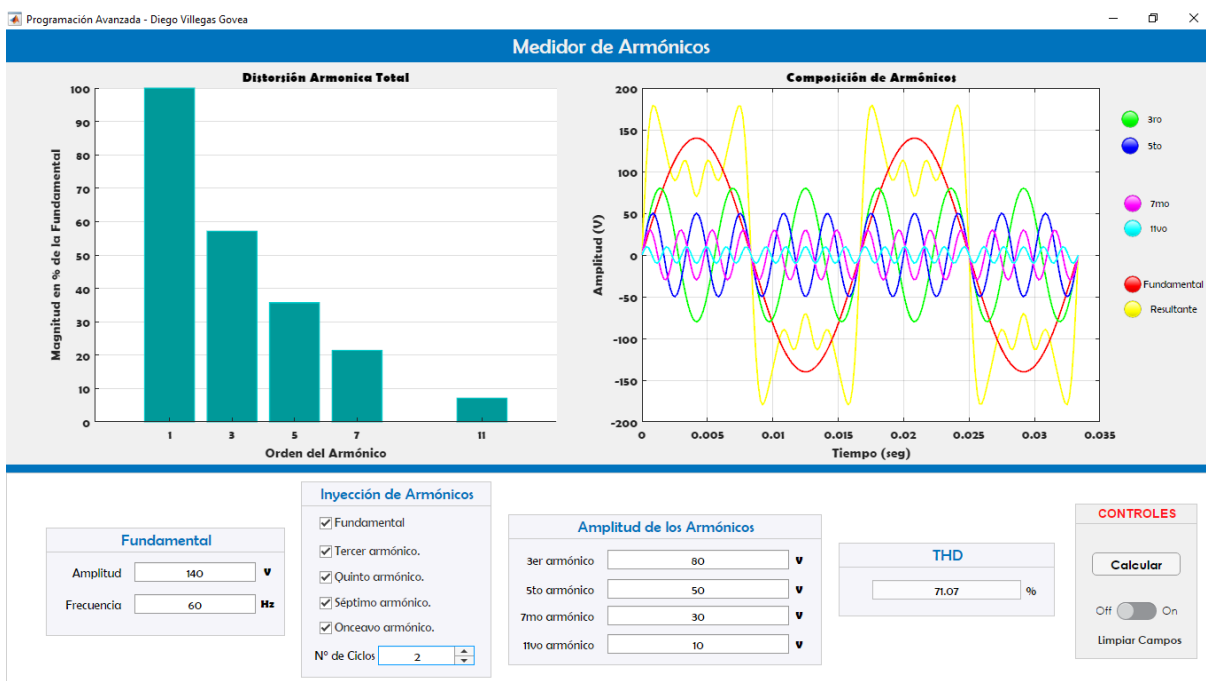 Programación Avanzada - Diego Villegas Govea
Medidor de Armónicos
Distorsión Armonica Total
Magnitud en % de la Fundamental
100
90
80
70
60
50
40
30
20
10
0
1 3 5 7 11
Orden del Armónico
Composición de Armónicos
Amplitud (V)
200
150
100
50
0
-50
-100
-150
-200
0 0.005 0.01 0.015 0.02 0.025 0.03 0.035
Tiempo (seg)
3ro
5to
7mo
11vo
Fundamental
Resultante
Fundamental
Amplitud 140 V
Frecuencia 60 Hz
Inyección de Armónicos
Fundamental
Tercer armónico.
Quinto armónico.
Séptimo armónico.
Onceavo armónico.
N° de Ciclos 2
Amplitud de los Armónicos
3er armónico 80 V
5to armónico 50 V
7mo armónico 30 V
11vo armónico 10 V
THD
71.07 %
CONTROLES
Calcular
Off On
Limpiar Campos